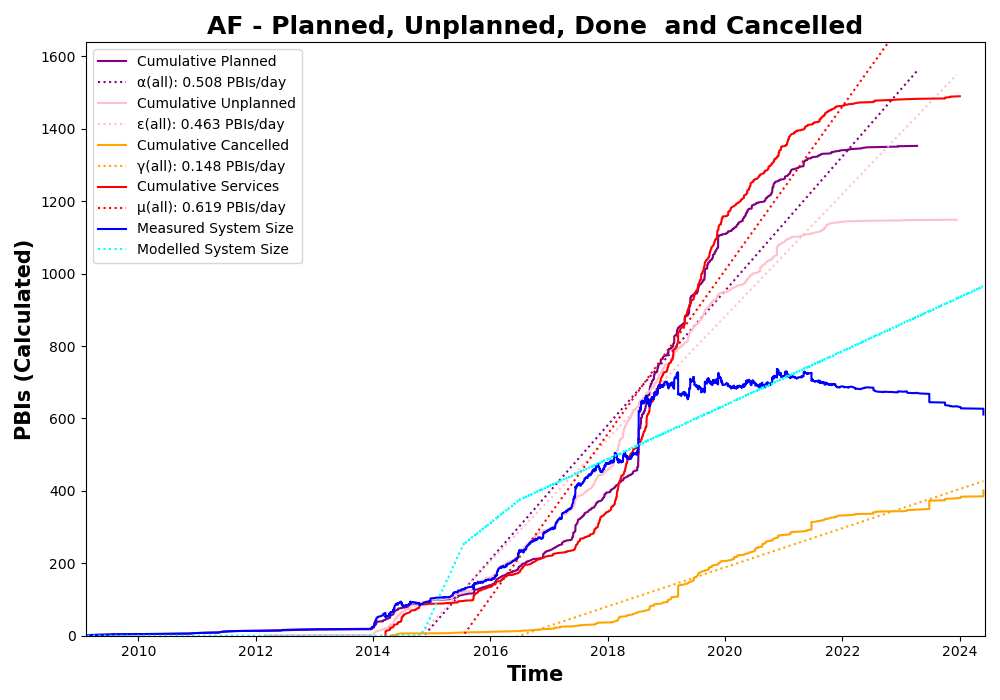 AF - Planned, Unplanned, Done  and Cancelled
PBIs (Calculated)
1600
1400
1200
1000
800
600
400
200
0
Cumulative Planned
α(all): 0.508 PBIs/day
Cumulative Unplanned
ε(all): 0.463 PBIs/day
Cumulative Cancelled
γ(all): 0.148 PBIs/day
Cumulative Services
μ(all): 0.619 PBIs/day
Measured System Size
Modelled System Size
2010 2012 2014 2016 2018 2020 2022 2024
Time